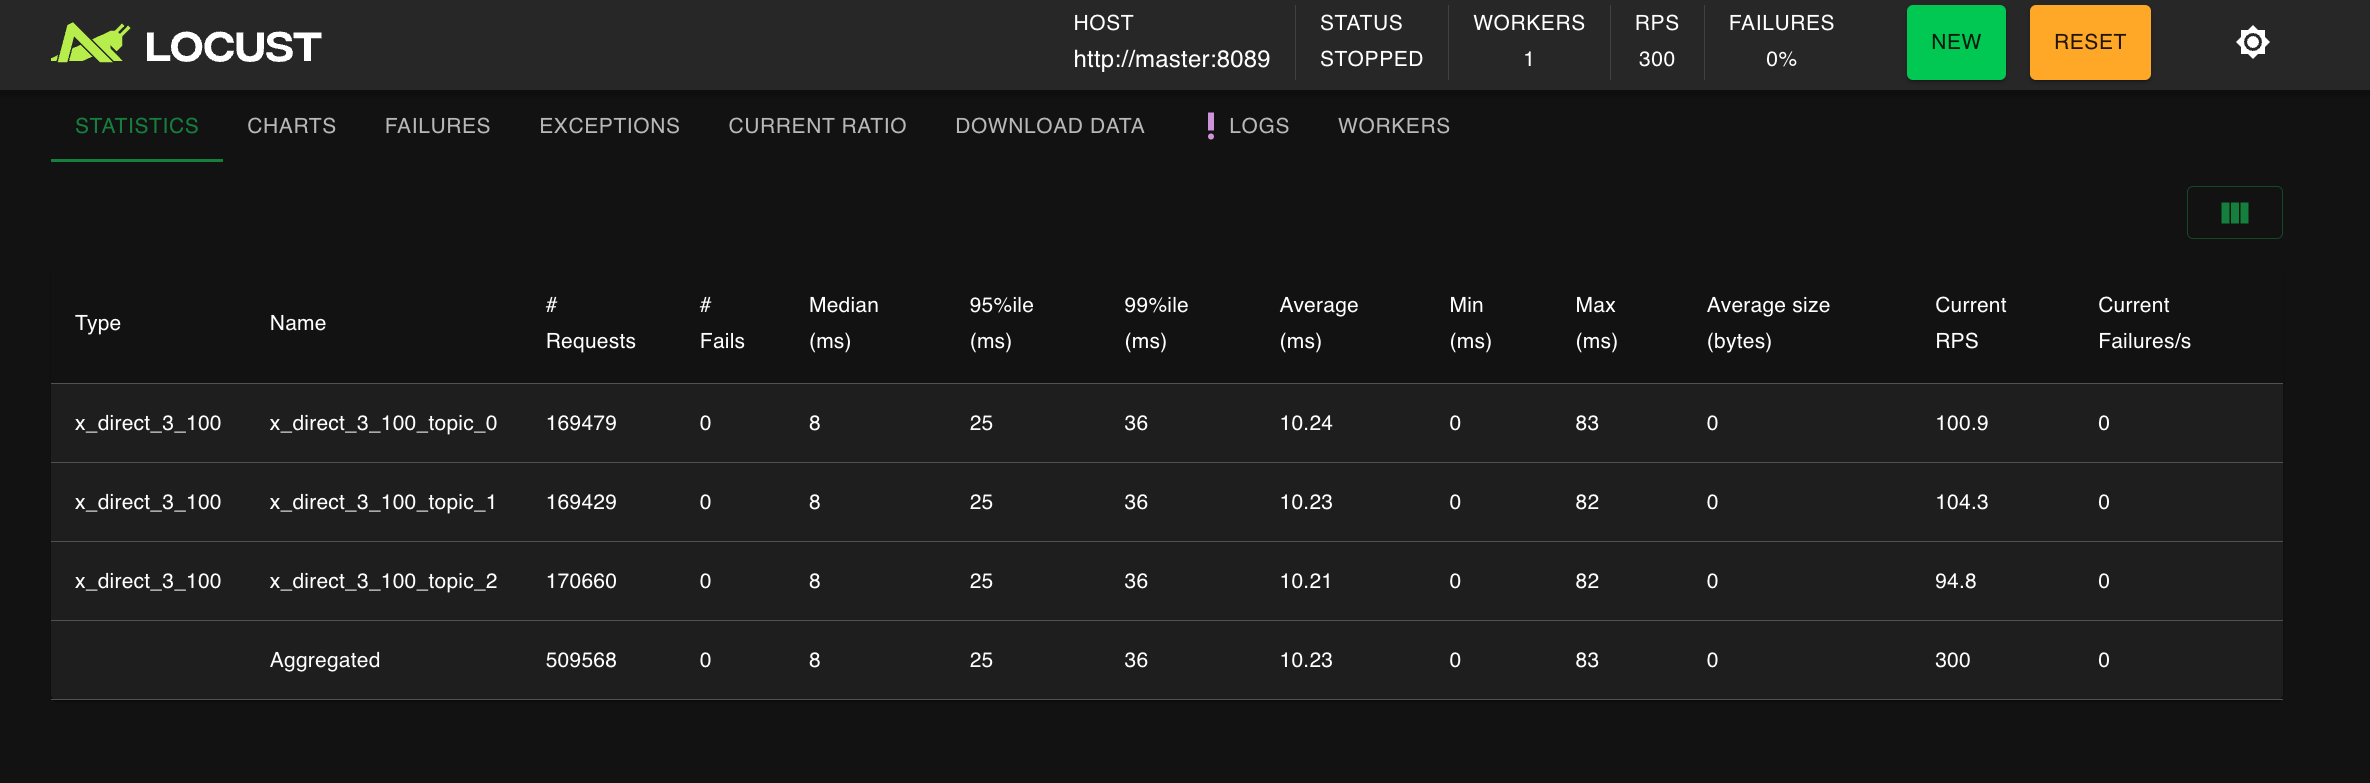 LOCUST
HOST
http://master:8089
STATUS
STOPPED
WORKERS
1
RPS
300
FAILURES
0%
NEW
RESET
STATISTICS CHARTS FAILURES EXCEPTIONS CURRENT RATIO DOWNLOAD DATA LOGS WORKERS
Type Name # Requests # Fails Median (ms) 95%ile (ms) 99%ile (ms) Average (ms) Min (ms) Max (ms) Average size (bytes) Current RPS Current Failures/s
x_direct_3_100 x_direct_3_100_topic_0 169479 0 8 25 36 10.24 0 83 0 100.9 0
x_direct_3_100 x_direct_3_100_topic_1 169429 0 8 25 36 10.23 0 82 0 104.3 0
x_direct_3_100 x_direct_3_100_topic_2 170660 0 8 25 36 10.21 0 82 0 94.8 0
Aggregated 509568 0 8 25 36 10.23 0 83 0 300 0